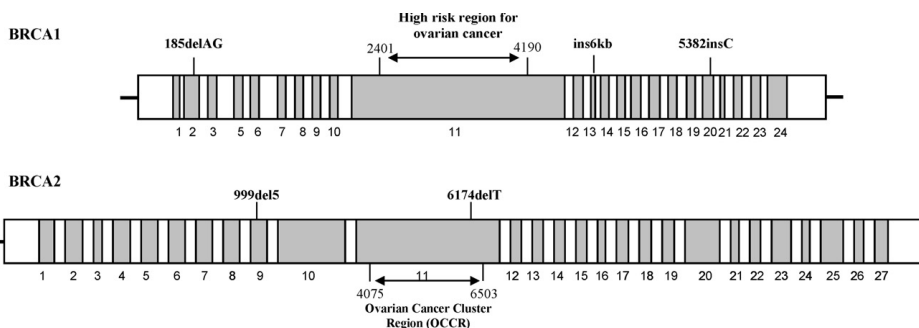 High risk region for
ovarian cancer
BRCA1
185delAG
2401
4190
ins6kb
5382insC
1 2 3 5 6 7 8 9 10 11 12 13 14 15 16 17 18 19 20 21 22 23 24
BRCA2
999del5
6174delT
1 2 3 4 5 6 7 8 9 10 11 12 13 14 15 16 17 18 19 20 21 22 23 24 25 26 27
4075
6503
Ovarian Cancer Cluster
Region (OCCR)